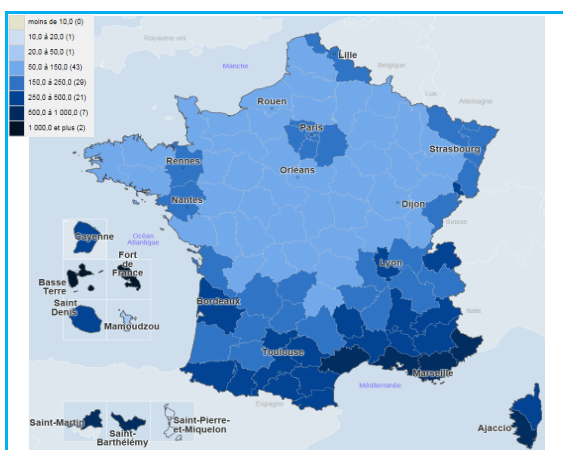 moins de 10,0 (0)
10,0 à 20,0 (1)
20,0 à 50,0 (1)
50,0 à 150,0 (43)
150,0 à 250,0 (29)
250,0 à 500,0 (21)
500,0 à 1 000,0 (7)
1 000,0 et plus (2)
Royaume uni
Lille
Manche
Belgique
Lux.
Allemagne
Rouen
Paris
Strasbourg
Rennes
Orléans
Nantes
Dijon
Suisse
Cayenne
Océan
Atlantique
Fort
de
France
Basse
Terre
Lyon
Saint
Denis
Bordeaux
Mamoudzou
Italie
Toulouse
Marseille
Méditerranée
Espagne
Saint-Martin
Saint-
Barthélémy
Saint-Pierre-
et-Miquelon
Ajaccio